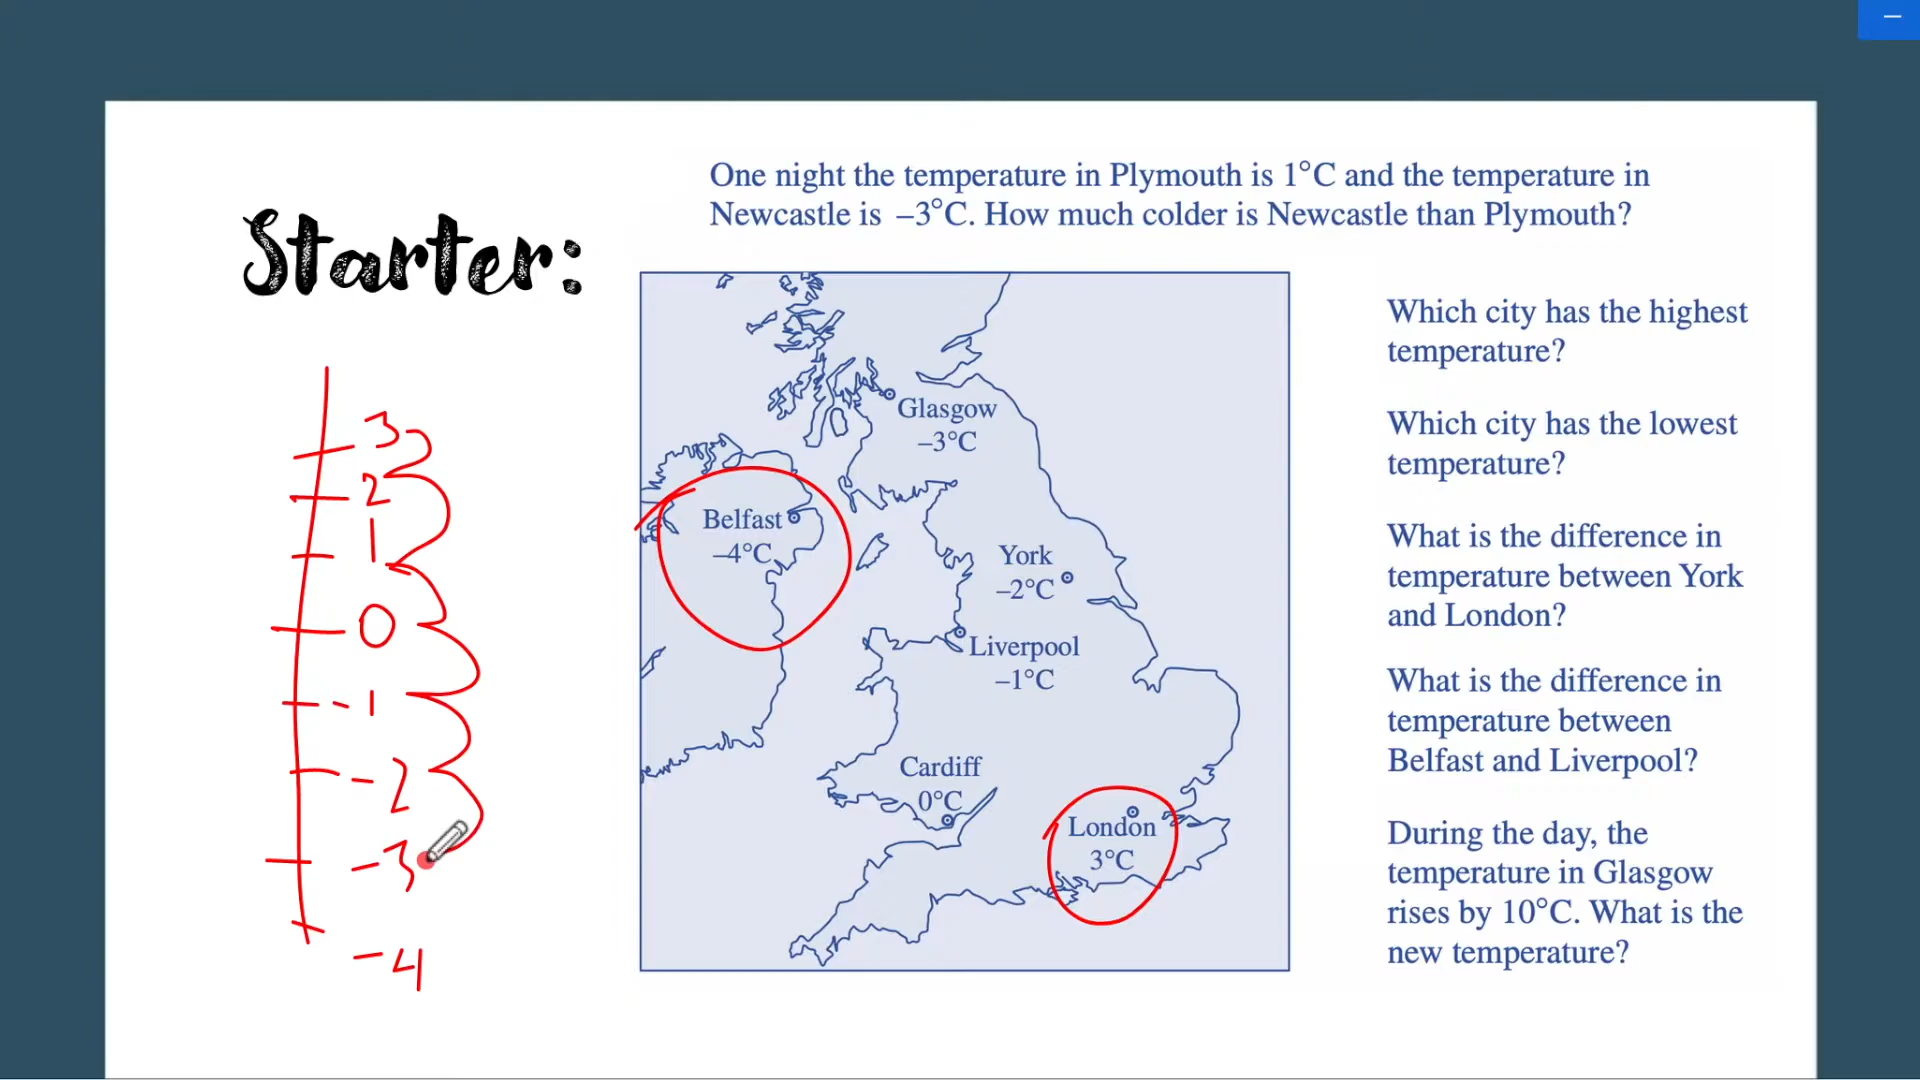 One night the temperature in Plymouth is 1°C and the temperature in
Newcastle is –3°C. How much colder is Newcastle than Plymouth?
Starter:
3
2
1
0
-1
-2
-3
-4
Glasgow
–3°C
Belfast
–4°C
York
–2°C
Liverpool
–1°C
Cardiff
0°C
London
3°C
Which city has the highest
temperature?
Which city has the lowest
temperature?
What is the difference in
temperature between York
and London?
What is the difference in
temperature between
Belfast and Liverpool?
During the day, the
temperature in Glasgow
rises by 10°C. What is the
new temperature?